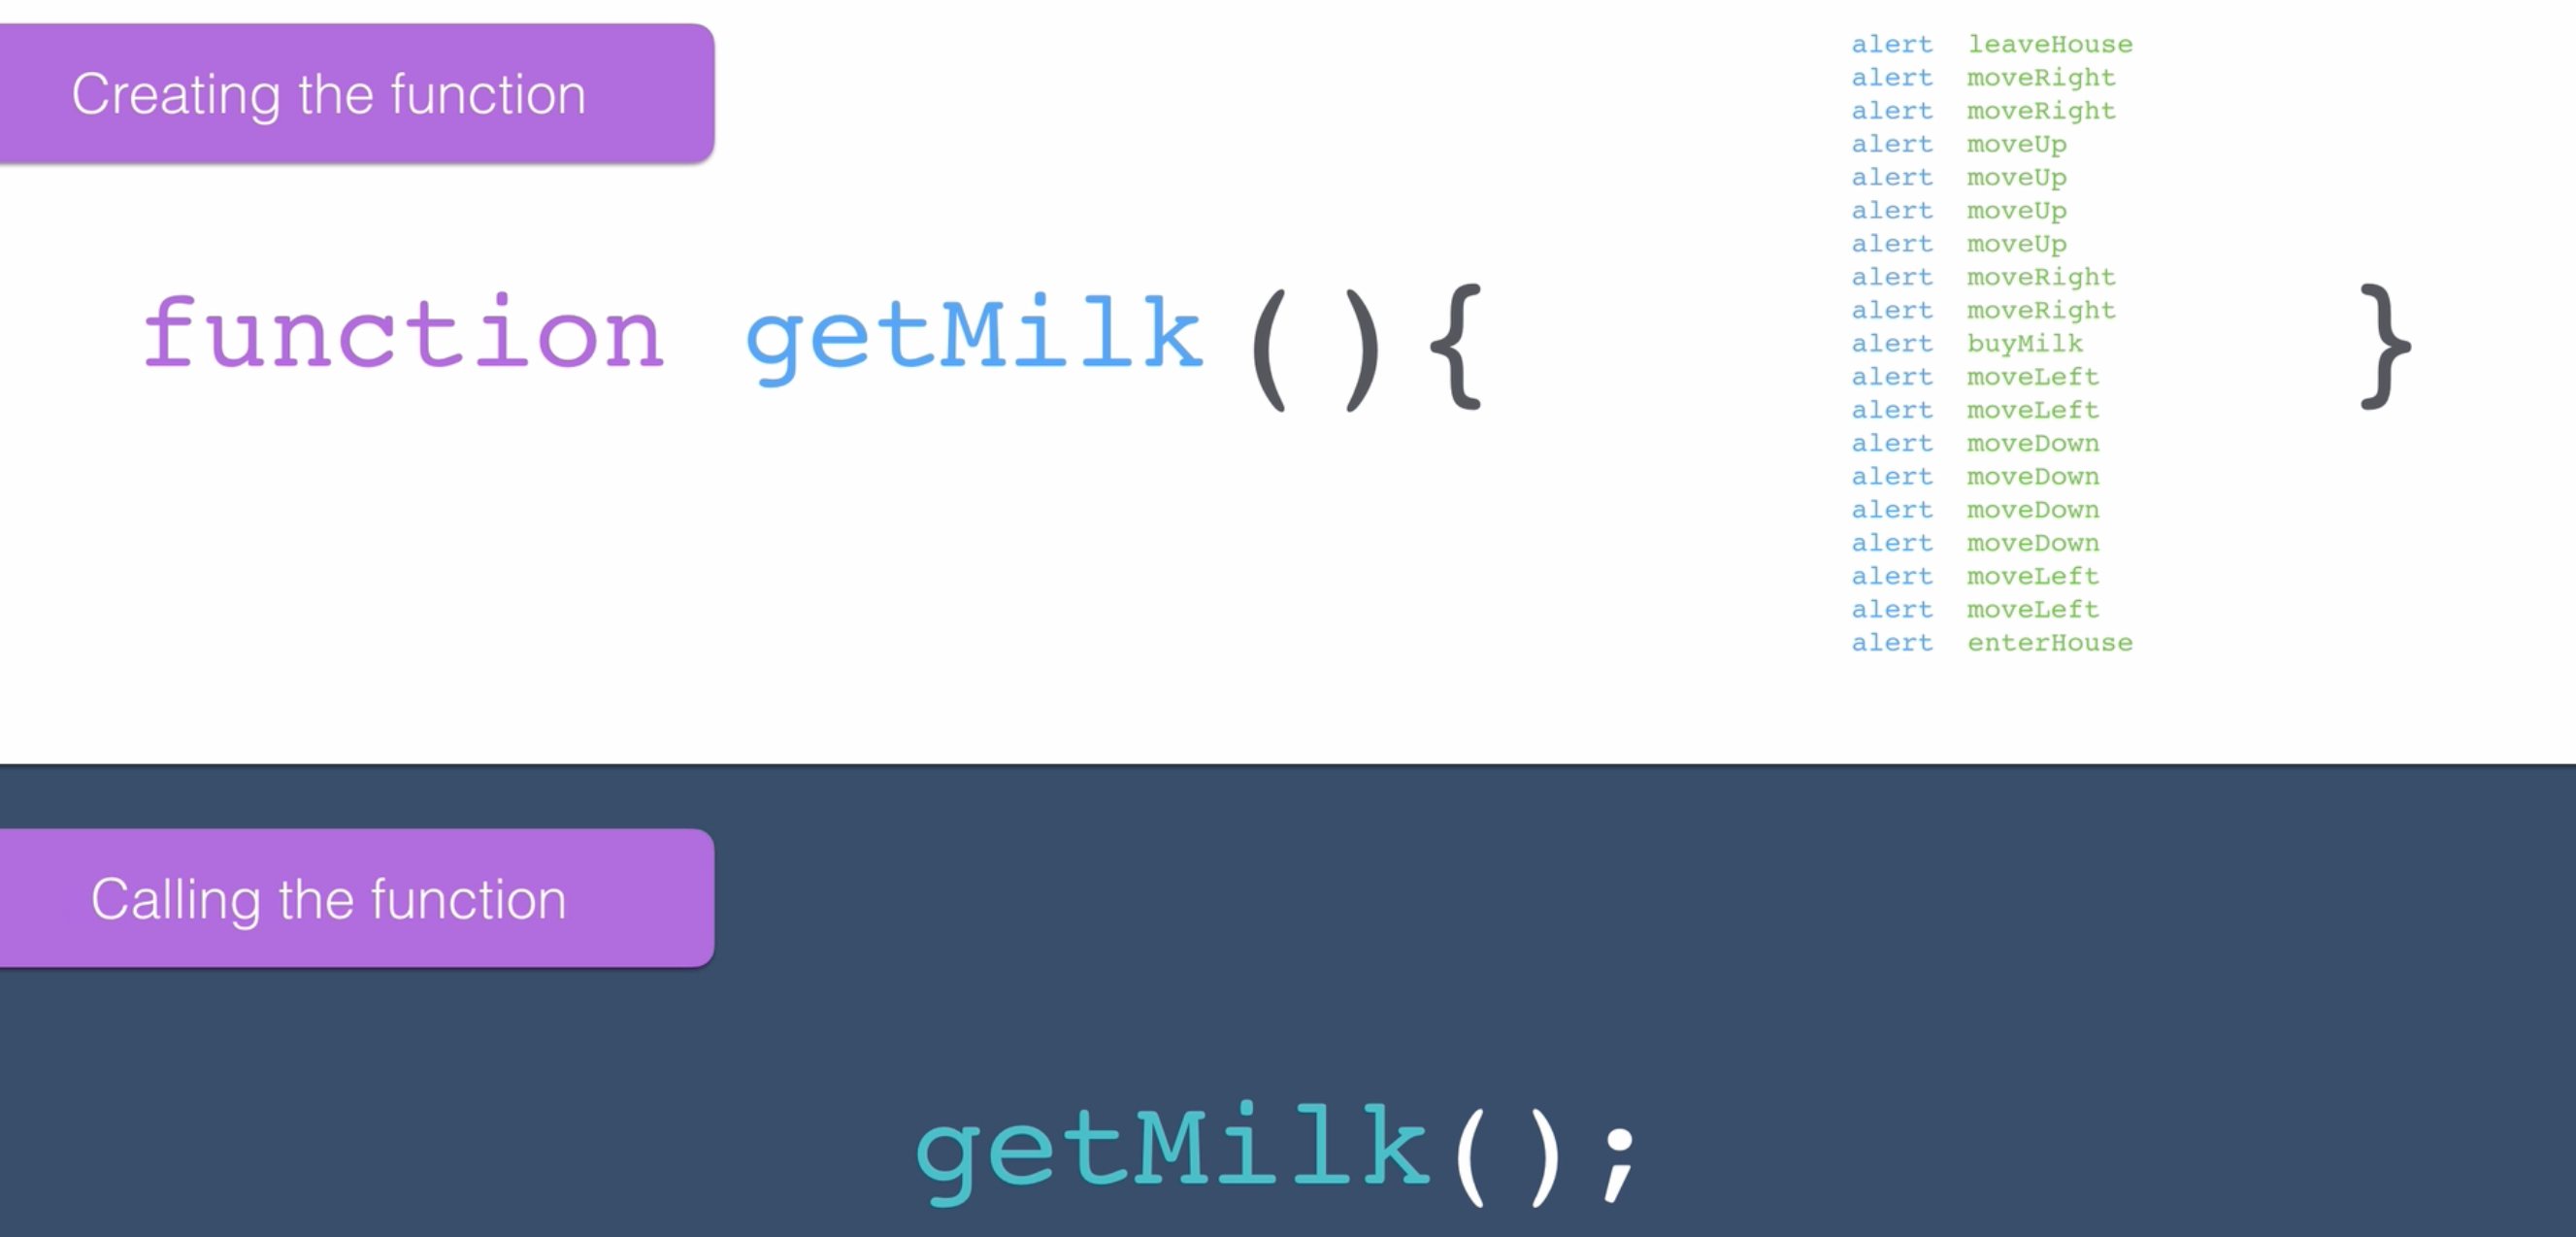 Creating the function
function getMilk(){
alert leaveHouse
alert moveRight
alert moveRight
alert moveUp
alert moveUp
alert moveUp
alert moveUp
alert moveRight
alert moveRight
alert buyMilk
alert moveLeft
alert moveLeft
alert moveDown
alert moveDown
alert moveDown
alert moveDown
alert moveLeft
alert moveLeft
alert enterHouse
}
Calling the function
getMilk();